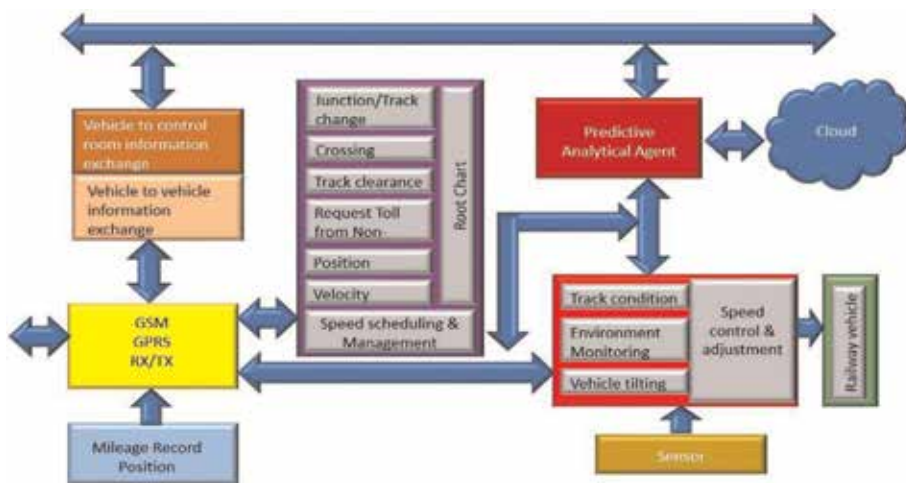 Vehicle to control
room information
exchange
Vehicle to vehicle
information
exchange
GSM
GPRS
RX/TX
Mileage Record
Position
Junction/Track
change
Crossing
Track clearance
Request Toll
from Non-
Position
Velocity
Root Chart
Speed scheduling &
Management
Predictive
Analytical Agent
Cloud
Track condition
Environment
Monitoring
Vehicle tilting
Speed
control &
adjustment
Railway vehicle
Sensor